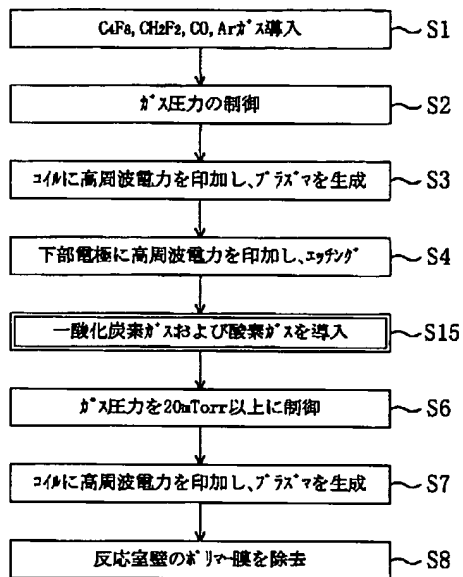 C4F8, CH2F2, CO, Arガス導入 S1
ガス圧力の制御 S2
コイルに高周波電力を印加し、プラズマを生成 S3
下部電極に高周波電力を印加し、エッチング S4
一酸化炭素ガスおよび酸素ガスを導入 S15
ガス圧力を20mTorr以上に制御 S6
コイルに高周波電力を印加し、プラズマを生成 S7
反応室壁のポリマー膜を除去 S8